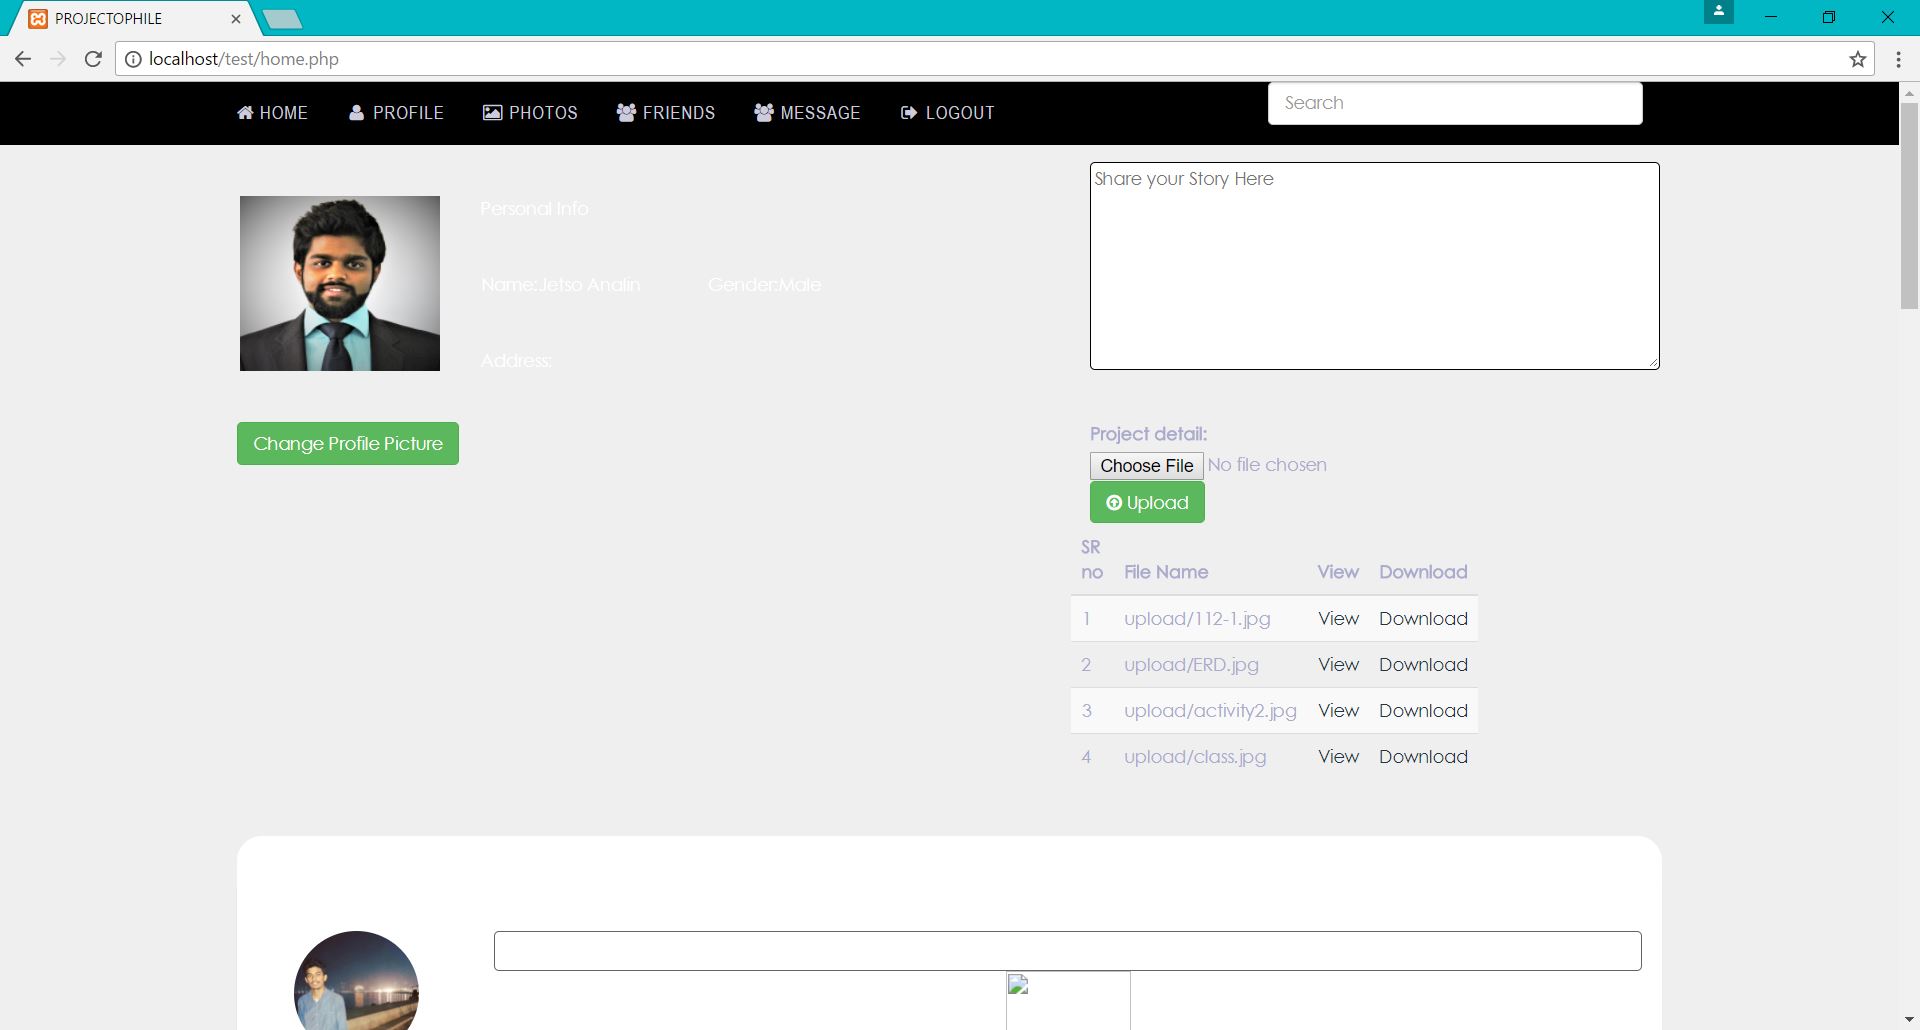 PROJECTOPHILE
localhost/test/home.php
HOME PROFILE PHOTOS FRIENDS MESSAGE LOGOUT Search
Share your Story Here
Personal Info
Name:Jetso Analin Gender:Male
Address:
Change Profile Picture
Project detail:
Choose File No file chosen
Upload
SR no File Name View Download
1 upload/112-1.jpg View Download
2 upload/ERD.jpg View Download
3 upload/activity2.jpg View Download
4 upload/class.jpg View Download